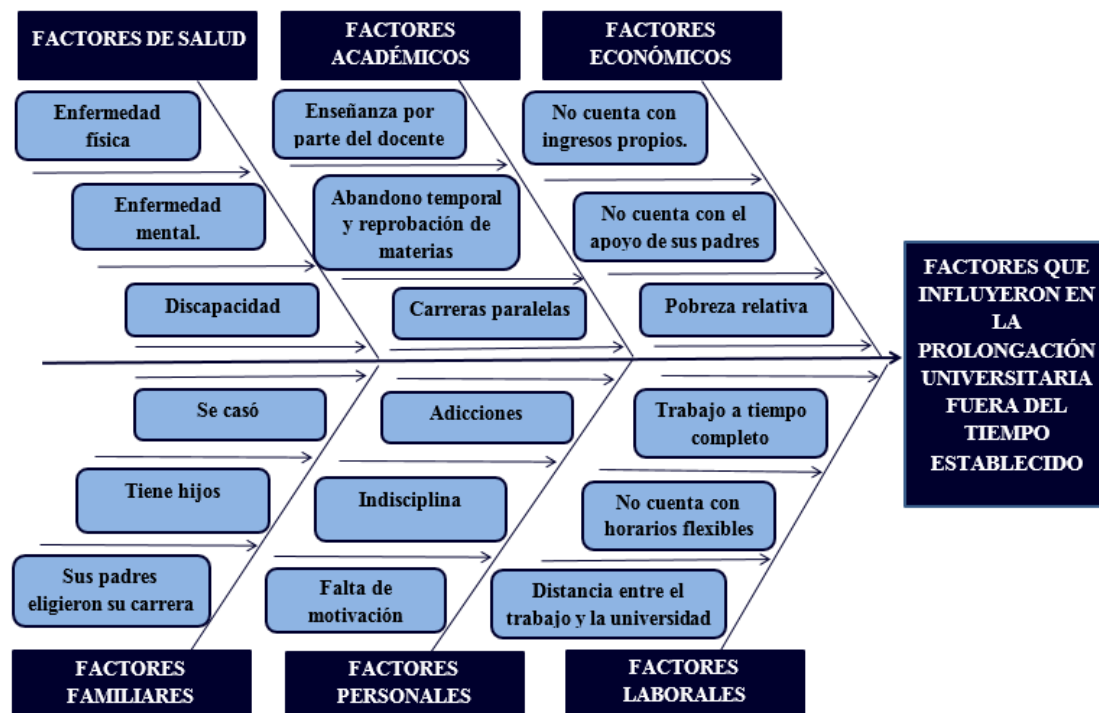 FACTORES DE SALUD
FACTORES
ACADÉMICOS
FACTORES
ECONÓMICOS
Enfermedad
física
Enfermedad
mental.
Discapacidad
Enseñanza por
parte del docente
Abandono temporal
y reprobación de
materias
Carreras paralelas
No cuenta con
ingresos propios.
No cuenta con el
apoyo de sus padres
Pobreza relativa
FACTORES QUE
INFLUYERON EN
LA
PROLONGACIÓN
UNIVERSITARIA
FUERA DEL
TIEMPO
ESTABLECIDO
Se casó
Tiene hijos
Sus padres
eligieron su carrera
Adicciones
Indisciplina
Falta de
motivación
Trabajo a tiempo
completo
No cuenta con
horarios flexibles
Distancia entre el
trabajo y la universidad
FACTORES
FAMILIARES
FACTORES
PERSONALES
FACTORES
LABORALES